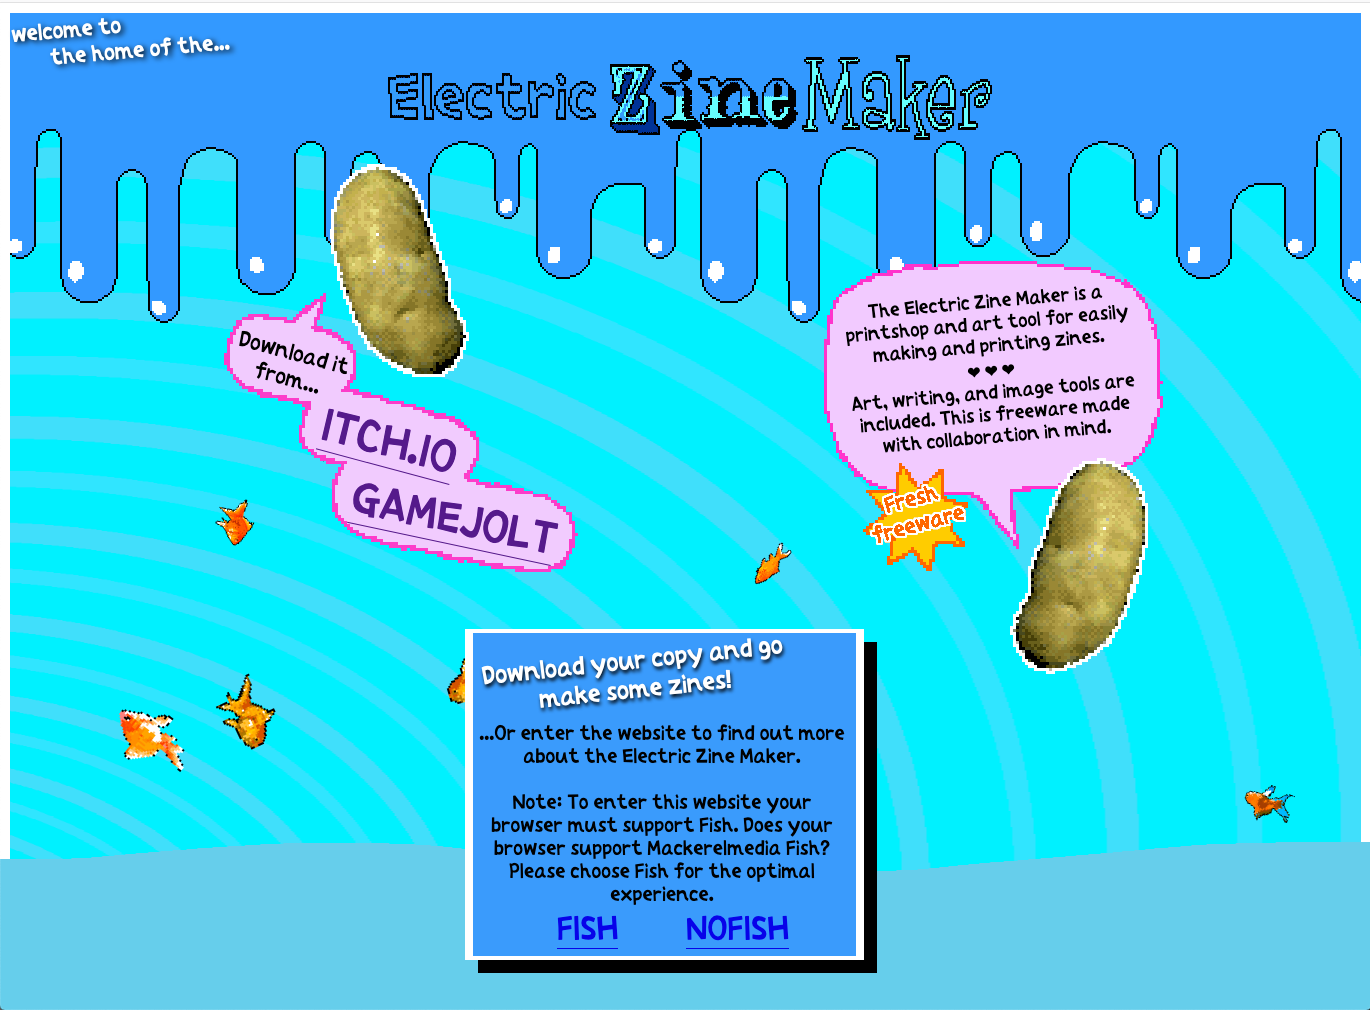 welcome to
the home of the...
Electric Zine Maker
Download it
from...
ITCH.IO
GAMEJOLT
The Electric Zine Maker is a
printshop and art tool for easily
making and printing zines.
❤❤❤
Art, writing, and image tools are
included. This is freeware made
with collaboration in mind.
Fresh
freeware
Download your copy and go
make some zines!
...Or enter the website to find out more
about the Electric Zine Maker.
Note: To enter this website your
browser must support Fish. Does your
browser support Mackerelmedia Fish?
Please choose Fish for the optimal
experience.
FISH NOFISH